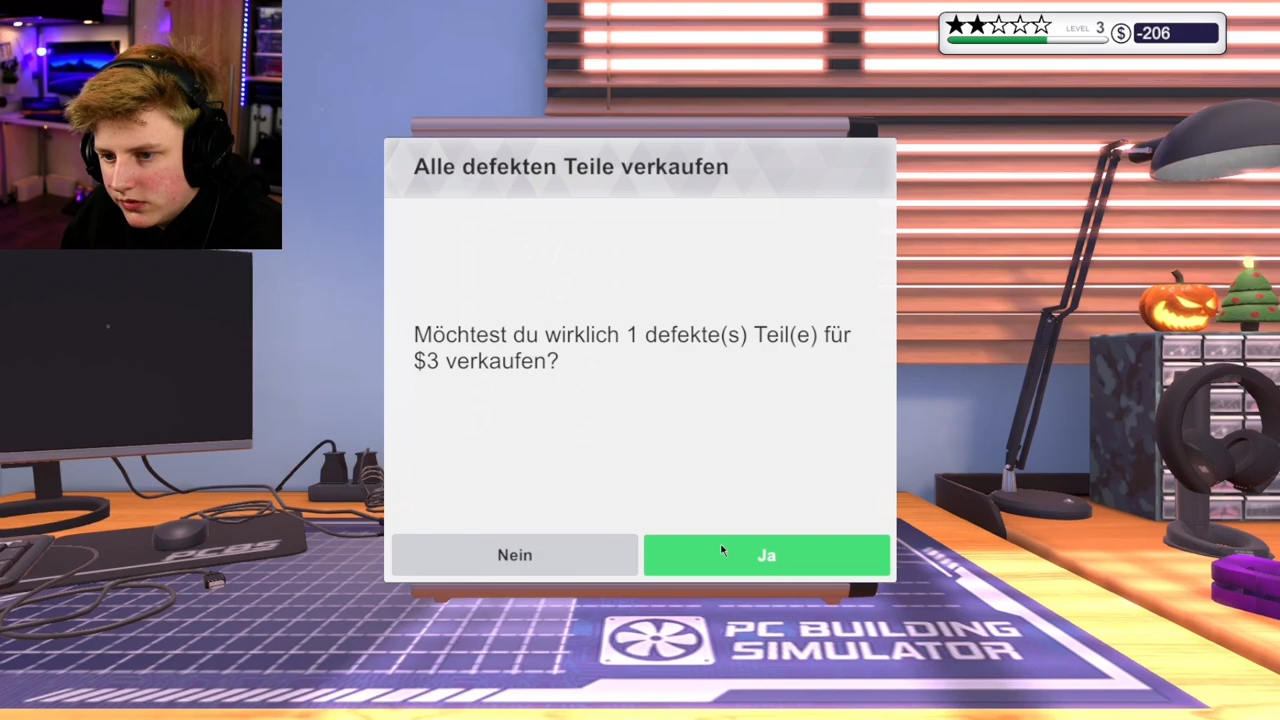 LEVEL 3 $ -206
Alle defekten Teile verkaufen
Möchtest du wirklich 1 defekte(s) Teil(e) für
$3 verkaufen?
Nein
Ja
PCBS
PC BUILDING
SIMULATOR